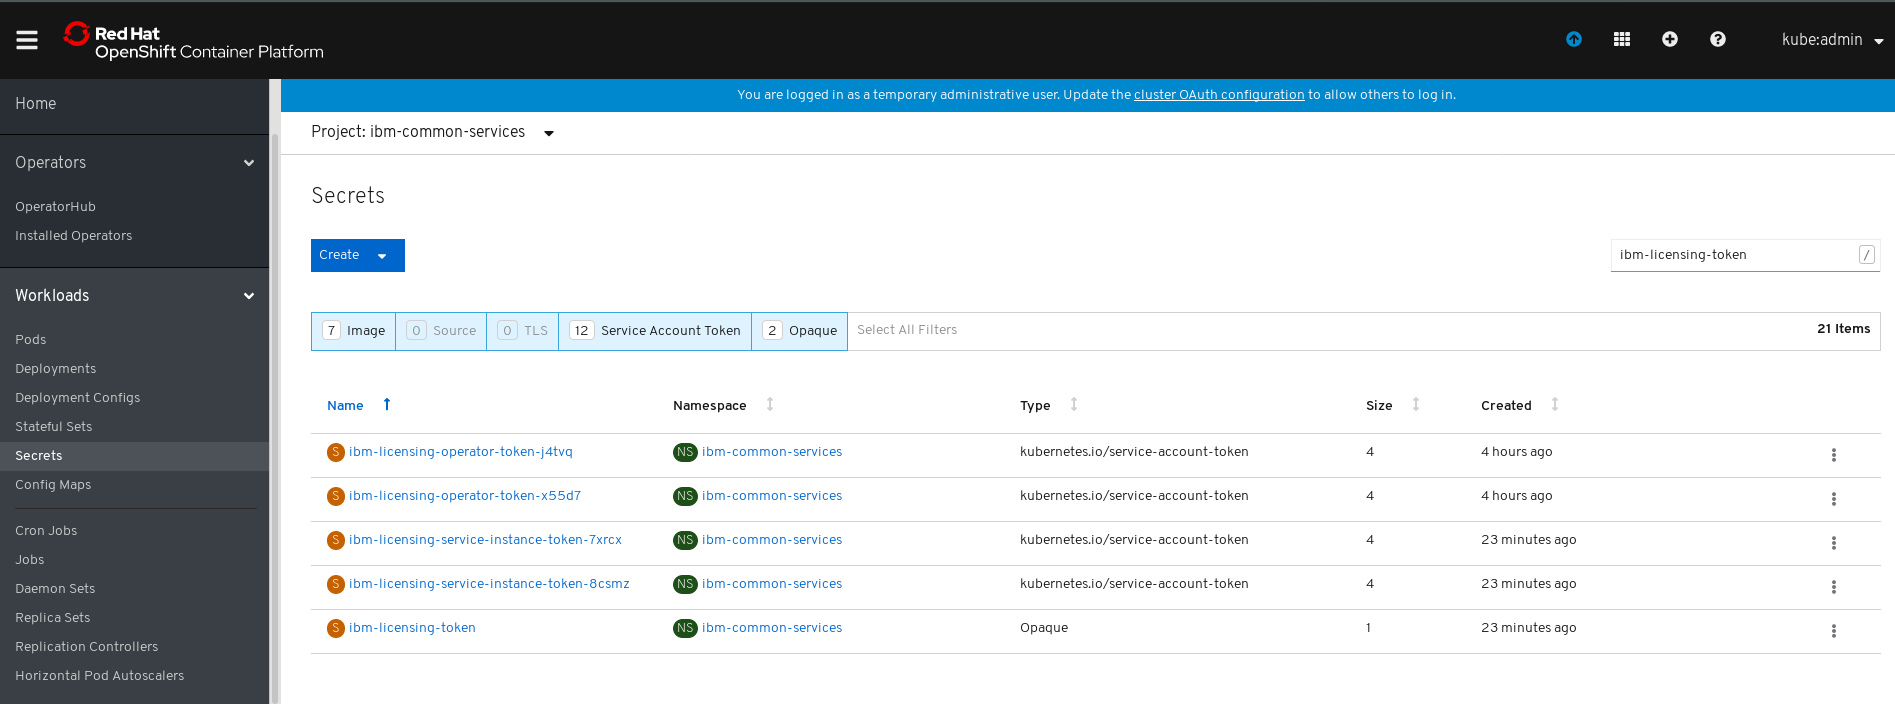 Red Hat
OpenShift Container Platform
kube:admin
You are logged in as a temporary administrative user. Update the cluster OAuth configuration to allow others to log in.
Home
Operators
OperatorHub
Installed Operators
Workloads
Pods
Deployments
Deployment Configs
Stateful Sets
Secrets
Config Maps
Cron Jobs
Jobs
Daemon Sets
Replica Sets
Replication Controllers
Horizontal Pod Autoscalers
Project: ibm-common-services
Secrets
Create
ibm-licensing-token /
7 Image 0 Source 0 TLS 12 Service Account Token 2 Opaque Select All Filters 21 Items
Name Namespace Type Size Created
S ibm-licensing-operator-token-j4tvq NS ibm-common-services kubernetes.io/service-account-token 4 4 hours ago
S ibm-licensing-operator-token-x55d7 NS ibm-common-services kubernetes.io/service-account-token 4 4 hours ago
S ibm-licensing-service-instance-token-7xrcx NS ibm-common-services kubernetes.io/service-account-token 4 23 minutes ago
S ibm-licensing-service-instance-token-8csmz NS ibm-common-services kubernetes.io/service-account-token 4 23 minutes ago
S ibm-licensing-token NS ibm-common-services Opaque 1 23 minutes ago